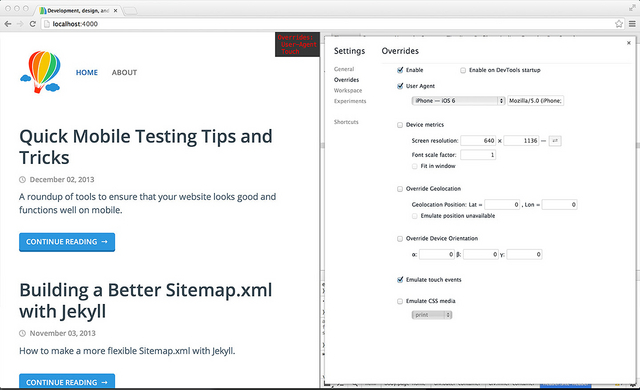 Development, design, an
localhost:4000
Overrides:
User-Agent
Touch
HOME ABOUT
Quick Mobile Testing Tips and
Tricks
December 02, 2013
A roundup of tools to ensure that your website looks good and
functions well on mobile.
CONTINUE READING →
Building a Better Sitemap.xml
with Jekyll
November 03, 2013
How to make a more flexible Sitemap.xml with Jekyll.
CONTINUE READING →
Settings
General
Overrides
Workspace
Experiments
Shortcuts
Overrides
Enable Enable on DevTools startup
User Agent
iPhone — iOS 6 Mozilla/5.0 (iPhone;
Device metrics
Screen resolution: 640 × 1136 —
Font scale factor: 1
Fit in window
Override Geolocation
Geolocation Position: Lat = 0 , Lon = 0
Emulate position unavailable
Override Device Orientation
α: 0 β: 0 γ: 0
Emulate touch events
Emulate CSS media
print